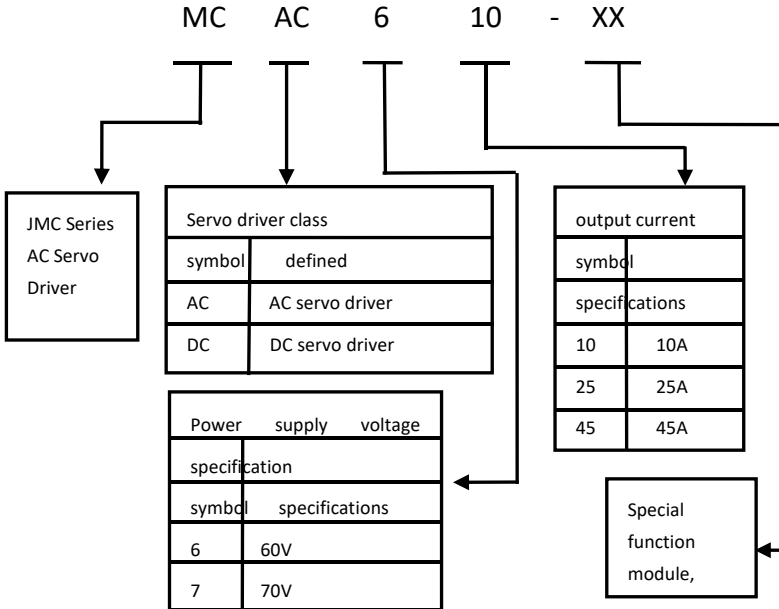 MC AC 6 10 - XX
JMC Series
AC Servo
Driver
Servo driver class
symbol defined
AC AC servo driver
DC DC servo driver
output current
symbol
specifications
10 10A
25 25A
45 45A
Power supply voltage
specification
symbol specifications
6 60V
7 70V
Special
function
module,